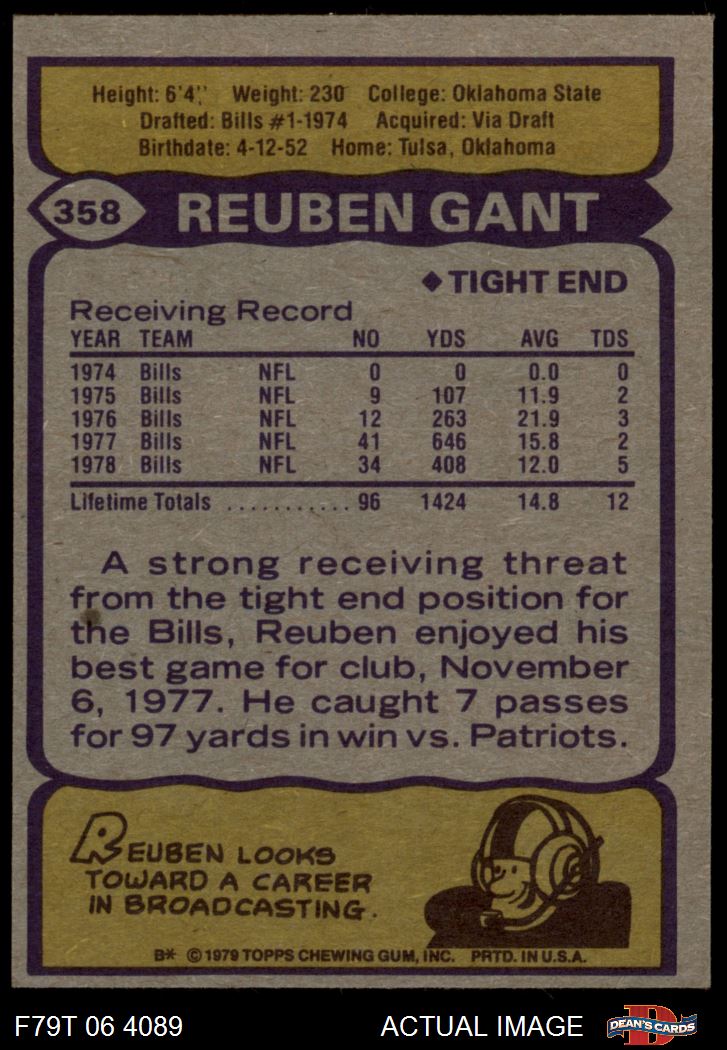 Height: 6'4" Weight: 230 College: Oklahoma State
Drafted: Bills #1-1974 Acquired: Via Draft
Birthdate: 4-12-52 Home: Tulsa, Oklahoma
358 REUBEN GANT
◆ TIGHT END
Receiving Record
YEAR TEAM NO YDS AVG TDS
1974 Bills NFL 0 0 0.0 0
1975 Bills NFL 9 107 11.9 2
1976 Bills NFL 12 263 21.9 3
1977 Bills NFL 41 646 15.8 2
1978 Bills NFL 34 408 12.0 5
Lifetime Totals ........... 96 1424 14.8 12
A strong receiving threat
from the tight end position for
the Bills, Reuben enjoyed his
best game for club, November
6, 1977. He caught 7 passes
for 97 yards in win vs. Patriots.
REUBEN LOOKS
TOWARD A CAREER
IN BROADCASTING.
B* © 1979 TOPPS CHEWING GUM, INC. PRTD. IN U.S.A.
F79T 06 4089 ACTUAL IMAGE D DEAN'S CARDS